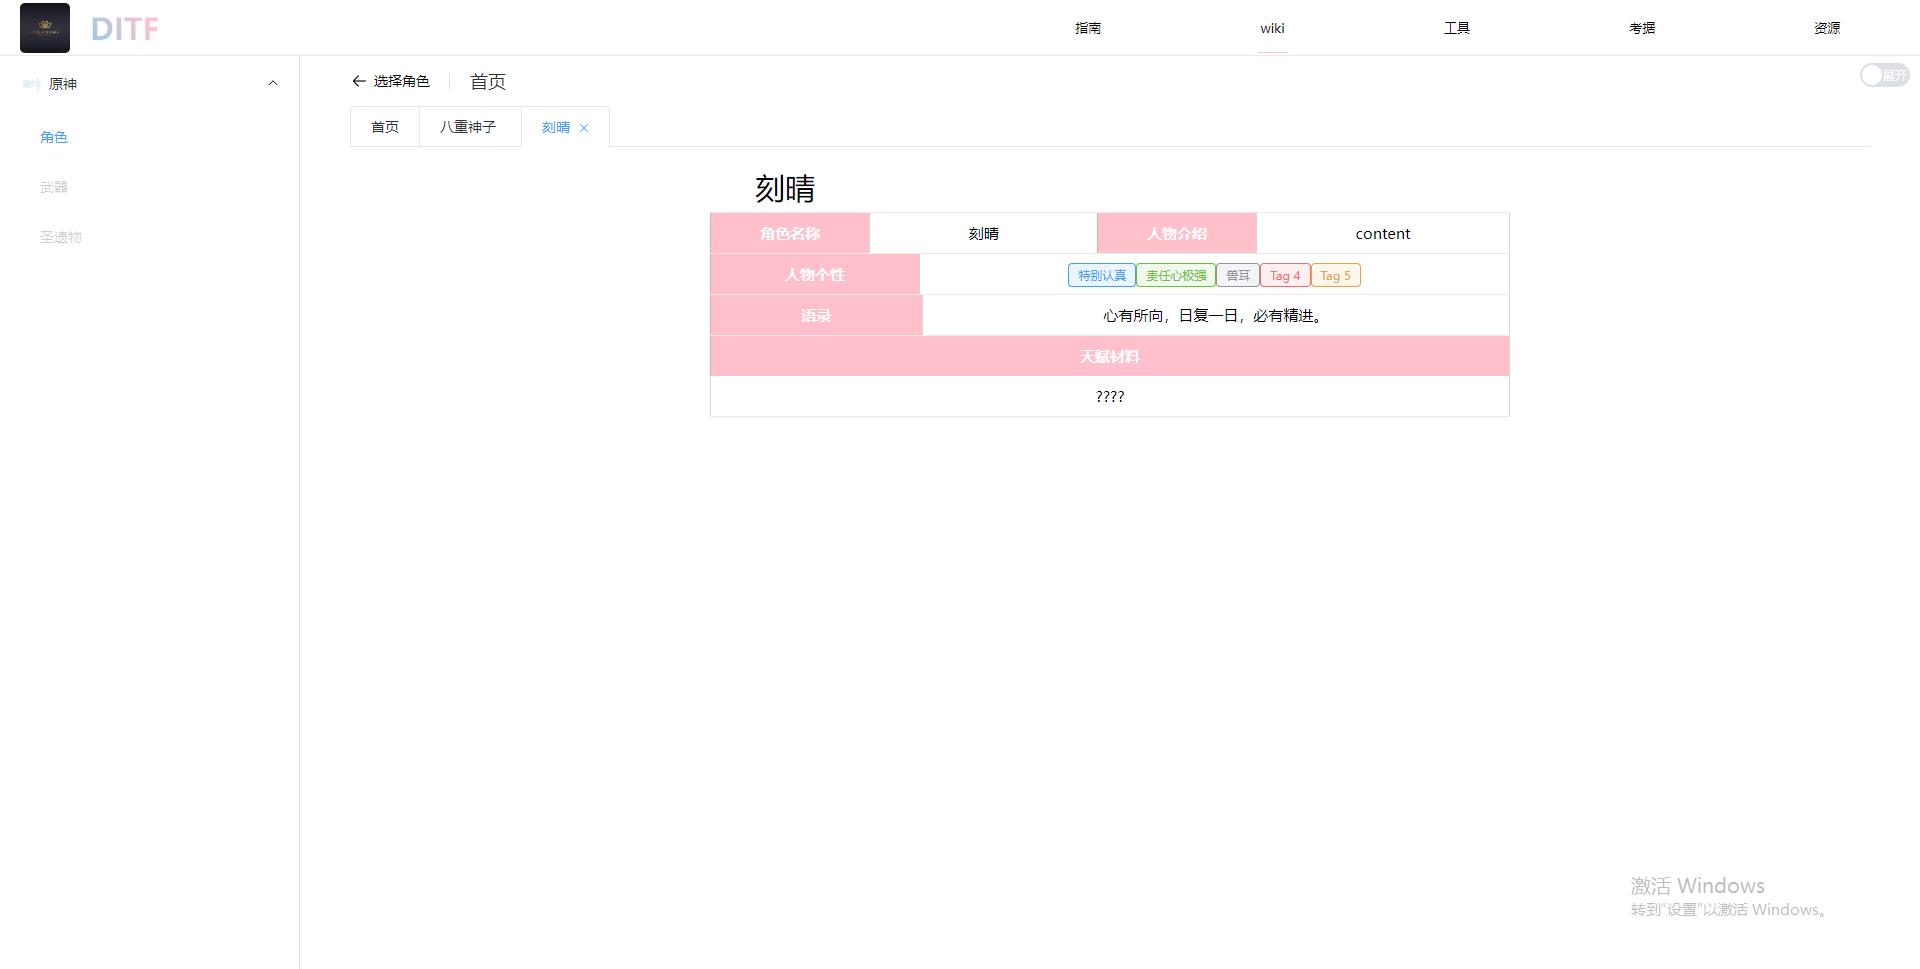 DITF
指南
wiki
工具
考据
资源
原神
角色
武器
圣遗物
选择角色
首页
展开
首页
八重神子
刻晴
刻晴
角色名称
刻晴
人物介绍
content
人物个性
特别认真
责任心极强
兽耳
Tag 4
Tag 5
语录
心有所向，日复一日，必有精进。
天赋材料
????
激活 Windows
转到"设置"以激活 Windows。